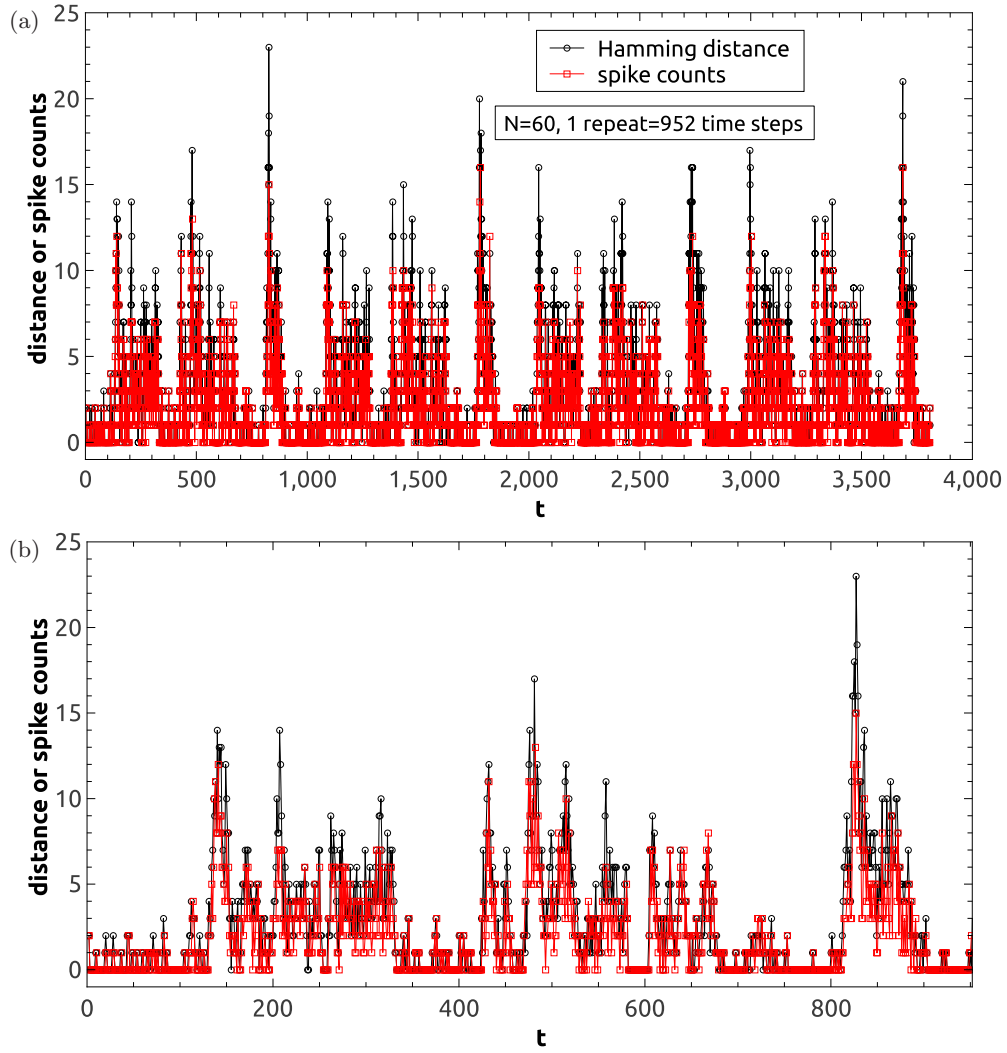 (a)
25
20
15
10
5
0
distance or spike counts
Hamming distance
spike counts
N=60, 1 repeat=952 time steps
0 500 1,000 1,500 2,000 2,500 3,000 3,500 4,000
t
(b)
25
20
15
10
5
0
distance or spike counts
0 200 400 600 800
t